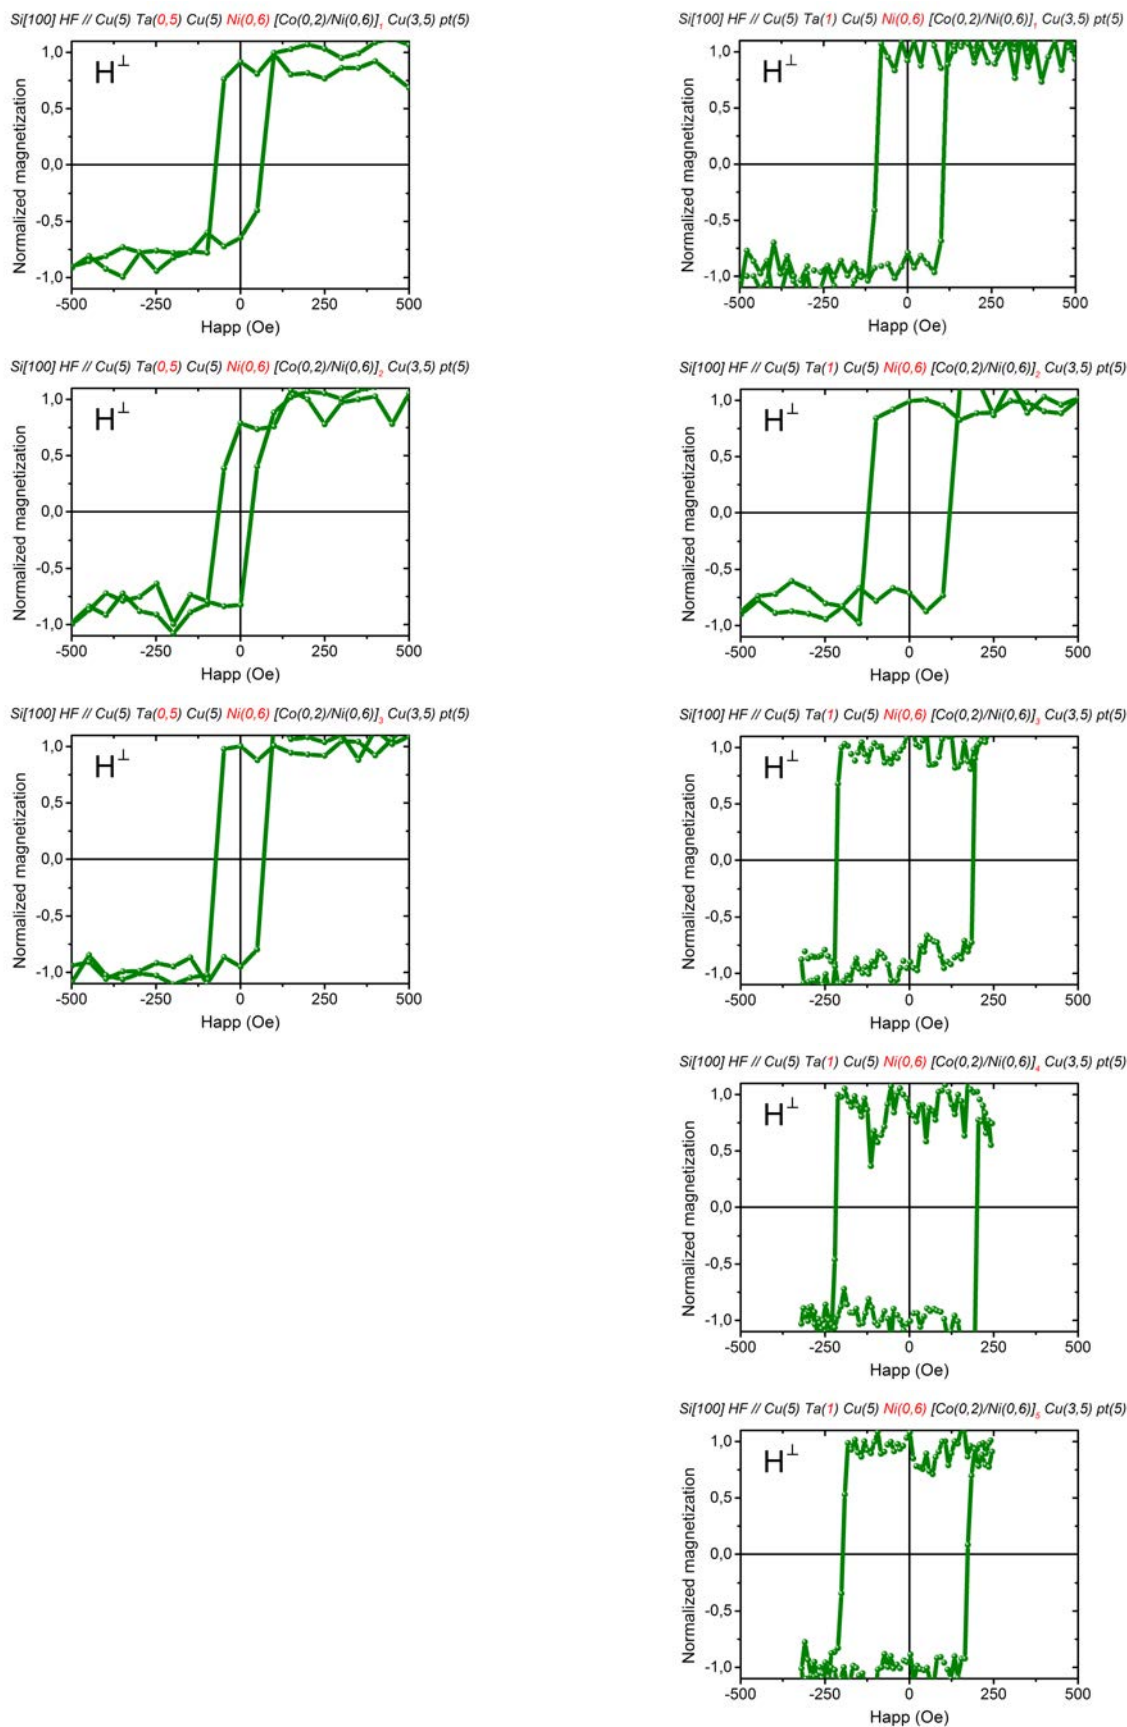 Si[100] HF // Cu(5) Ta(0,5) Cu(5) Ni(0,6) [Co(0,2)/Ni(0,6)]1 Cu(3,5) pt(5)
H⊥
Normalized magnetization
1,0
0,5
0,0
-0,5
-1,0
-500 -250 0 250 500
Happ (Oe)
Si[100] HF // Cu(5) Ta(1) Cu(5) Ni(0,6) [Co(0,2)/Ni(0,6)]1 Cu(3,5) pt(5)
H⊥
Normalized magnetization
1,0
0,5
0,0
-0,5
-1,0
-500 -250 0 250 500
Happ (Oe)
Si[100] HF // Cu(5) Ta(0,5) Cu(5) Ni(0,6) [Co(0,2)/Ni(0,6)]2 Cu(3,5) pt(5)
H⊥
Normalized magnetization
1,0
0,5
0,0
-0,5
-1,0
-500 -250 0 250 500
Happ (Oe)
Si[100] HF // Cu(5) Ta(1) Cu(5) Ni(0,6) [Co(0,2)/Ni(0,6)]2 Cu(3,5) pt(5)
H⊥
Normalized magnetization
1,0
0,5
0,0
-0,5
-1,0
-500 -250 0 250 500
Happ (Oe)
Si[100] HF // Cu(5) Ta(0,5) Cu(5) Ni(0,6) [Co(0,2)/Ni(0,6)]3 Cu(3,5) pt(5)
H⊥
Normalized magnetization
1,0
0,5
0,0
-0,5
-1,0
-500 -250 0 250 500
Happ (Oe)
Si[100] HF // Cu(5) Ta(1) Cu(5) Ni(0,6) [Co(0,2)/Ni(0,6)]3 Cu(3,5) pt(5)
H⊥
Normalized magnetization
1,0
0,5
0,0
-0,5
-1,0
-500 -250 0 250 500
Happ (Oe)
Si[100] HF // Cu(5) Ta(1) Cu(5) Ni(0,6) [Co(0,2)/Ni(0,6)]4 Cu(3,5) pt(5)
H⊥
Normalized magnetization
1,0
0,5
0,0
-0,5
-1,0
-500 -250 0 250 500
Happ (Oe)
Si[100] HF // Cu(5) Ta(1) Cu(5) Ni(0,6) [Co(0,2)/Ni(0,6)]5 Cu(3,5) pt(5)
H⊥
Normalized magnetization
1,0
0,5
0,0
-0,5
-1,0
-500 -250 0 250 500
Happ (Oe)